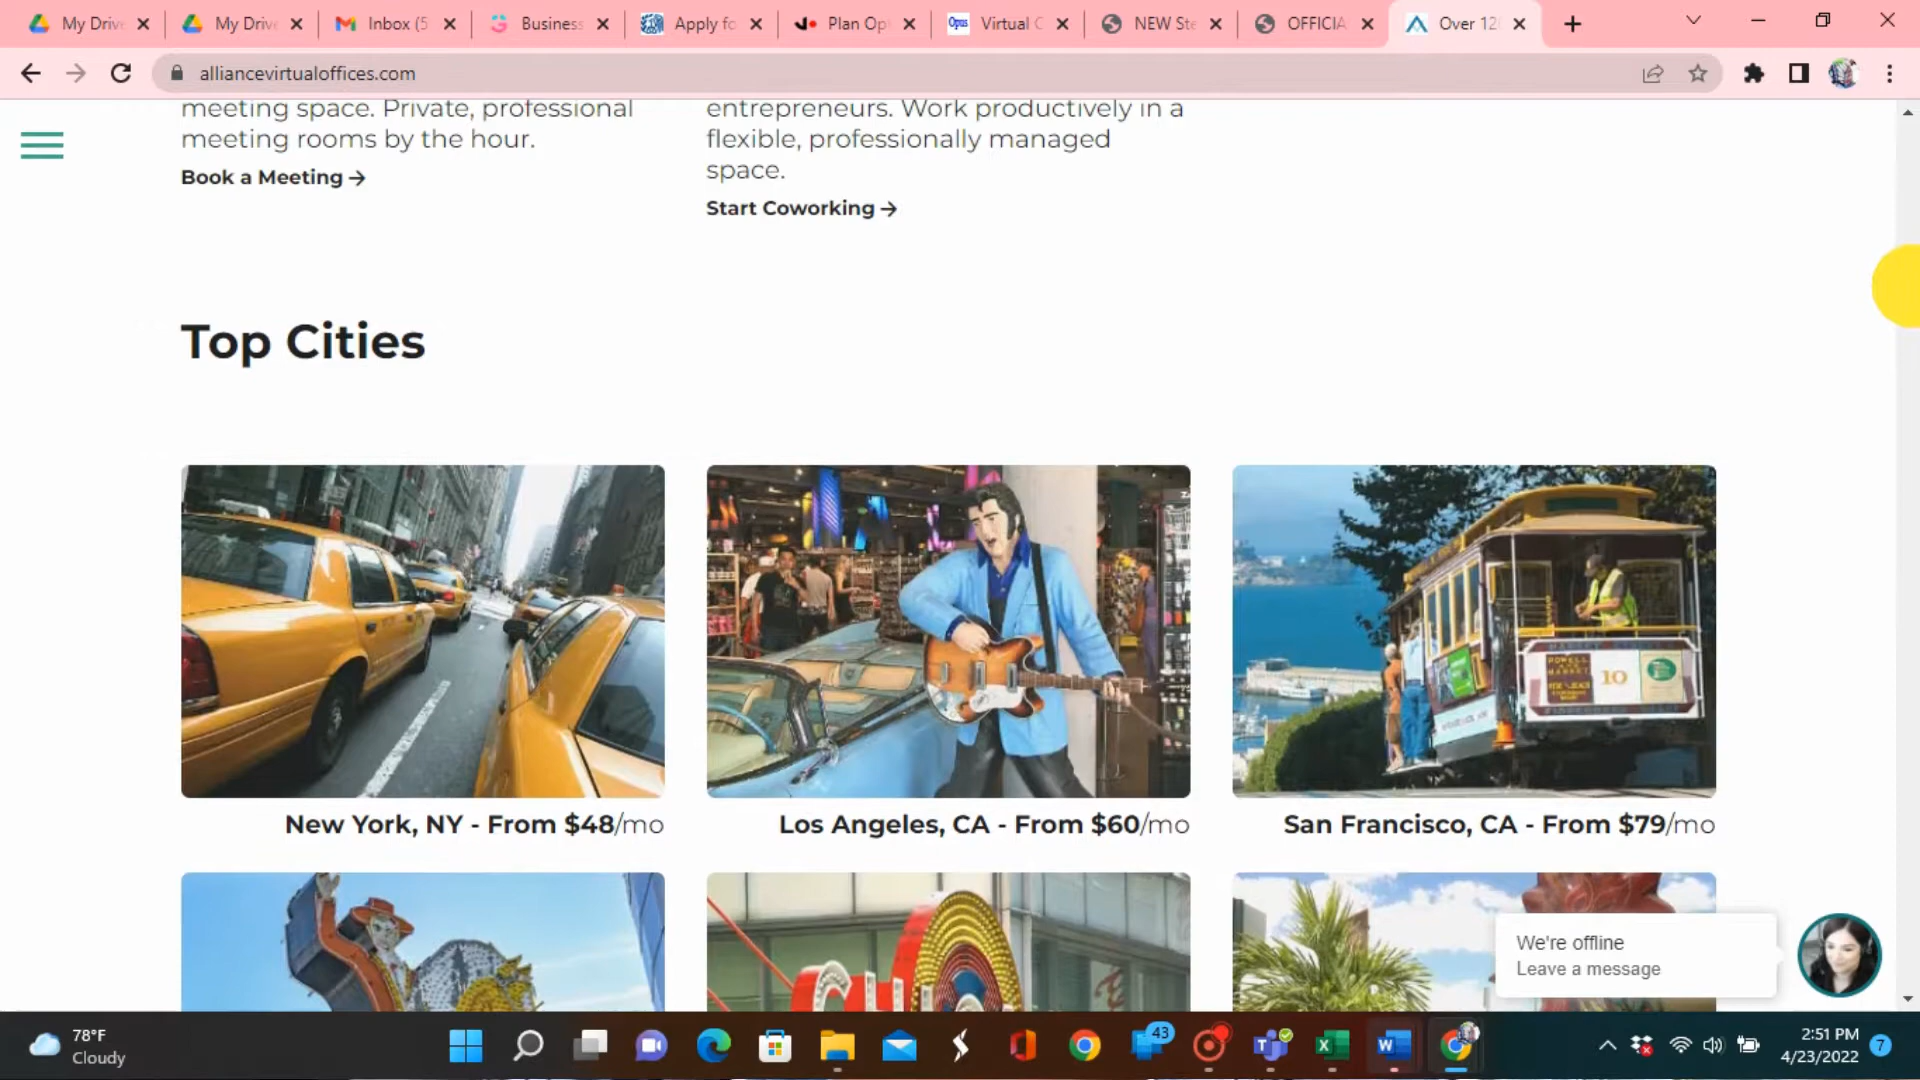 My Drive
My Drive
Inbox (5
Business
Apply fo
Plan Op
Opus
Virtual C
NEW Ste
OFFICIA
Over 12
alliancevirtualoffices.com
meeting space. Private, professional
meeting rooms by the hour.
Book a Meeting →
entrepreneurs. Work productively in a
flexible, professionally managed
space.
Start Coworking →
Top Cities
10
New York, NY - From $48/mo
Los Angeles, CA - From $60/mo
San Francisco, CA - From $79/mo
We're offline
Leave a message
78°F
Cloudy
43
2:51 PM
4/23/2022
7